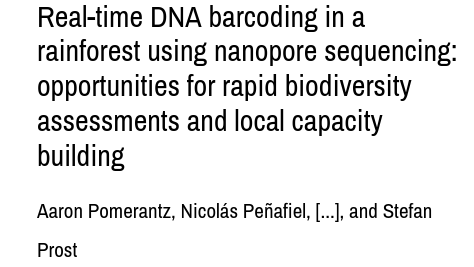 Real-time DNA barcoding in a
rainforest using nanopore sequencing:
opportunities for rapid biodiversity
assessments and local capacity
building
Aaron Pomerantz, Nicolás Peñafiel, [...], and Stefan
Prost